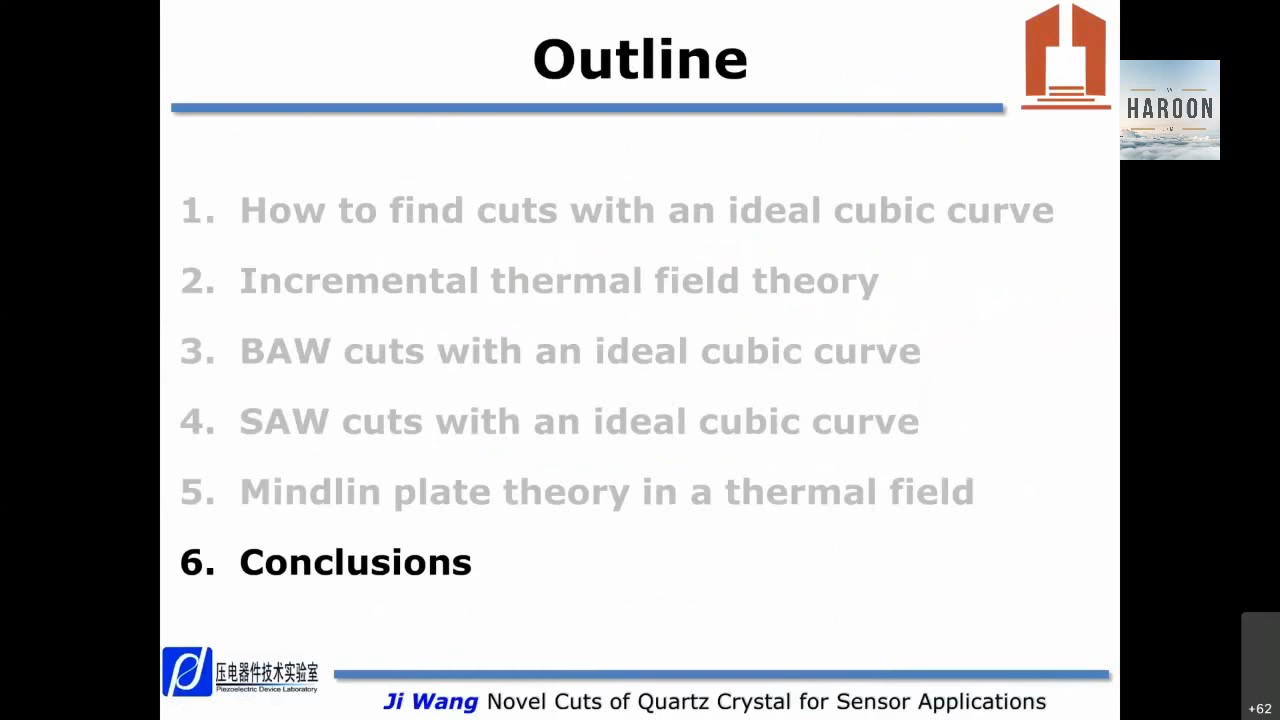 Outline
HAROON
1. How to find cuts with an ideal cubic curve
2. Incremental thermal field theory
3. BAW cuts with an ideal cubic curve
4. SAW cuts with an ideal cubic curve
5. Mindlin plate theory in a thermal field
6. Conclusions
压电器件技术实验室
Piezoelectric Device Laboratory
Ji Wang Novel Cuts of Quartz Crystal for Sensor Applications
+62